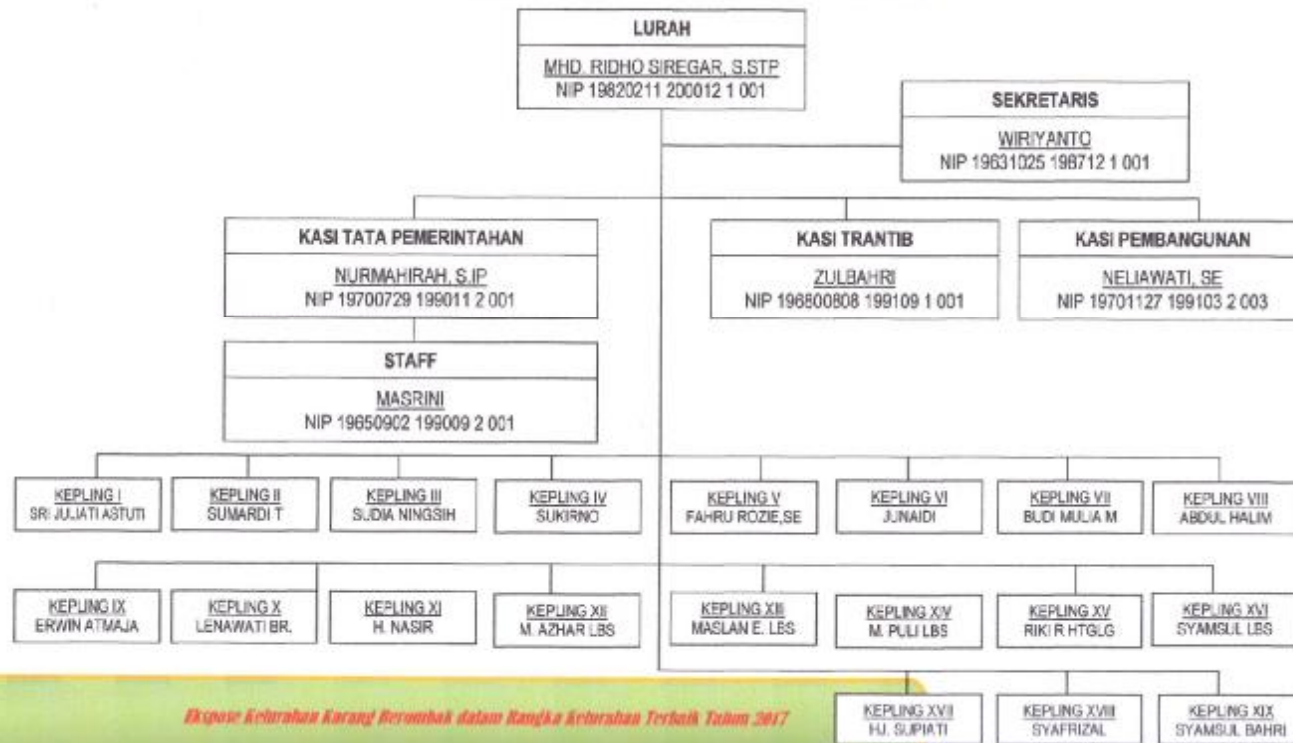 LURAH
MHD. RIDHO SIREGAR, S.STP
NIP 19820211 200012 1 001
SEKRETARIS
WIRIYANTO
NIP 19631025 198712 1 001
KASI TATA PEMERINTAHAN
NURMAHIRAH, S.IP
NIP 19700729 199011 2 001
KASI TRANTIB
ZULBAHRI
NIP 19680808 199109 1 001
KASI PEMBANGUNAN
NELIAWATI, SE
NIP 19701127 199103 2 003
STAFF
MASRINI
NIP 19650902 199009 2 001
KEPLING I
SRI JULIATI ASTUTI
KEPLING II
SUMARDI T
KEPLING III
SUDIA NINGSIH
KEPLING IV
SUKIRNO
KEPLING V
FAHRU ROZIE,SE
KEPLING VI
JUNAIDI
KEPLING VII
BUDI MULIA M
KEPLING VIII
ABDUL HALIM
KEPLING IX
ERWIN ATMAJA
KEPLING X
LENAWATI BR.
KEPLING XI
H. NASIR
KEPLING XII
M. AZHAR LBS
KEPLING XIII
MASLAN E. LBS
KEPLING XIV
M. PULI LBS
KEPLING XV
RIKI R HTGLG
KEPLING XVI
SYAMSUL LBS
KEPLING XVII
HJ. SUPIATI
KEPLING XVIII
SYAFRIZAL
KEPLING XIX
SYAMSUL BAHRI
Ekspose Kelurahan Karang Berombak dalam Rangka Kelurahan Terbaik Tahun 2017